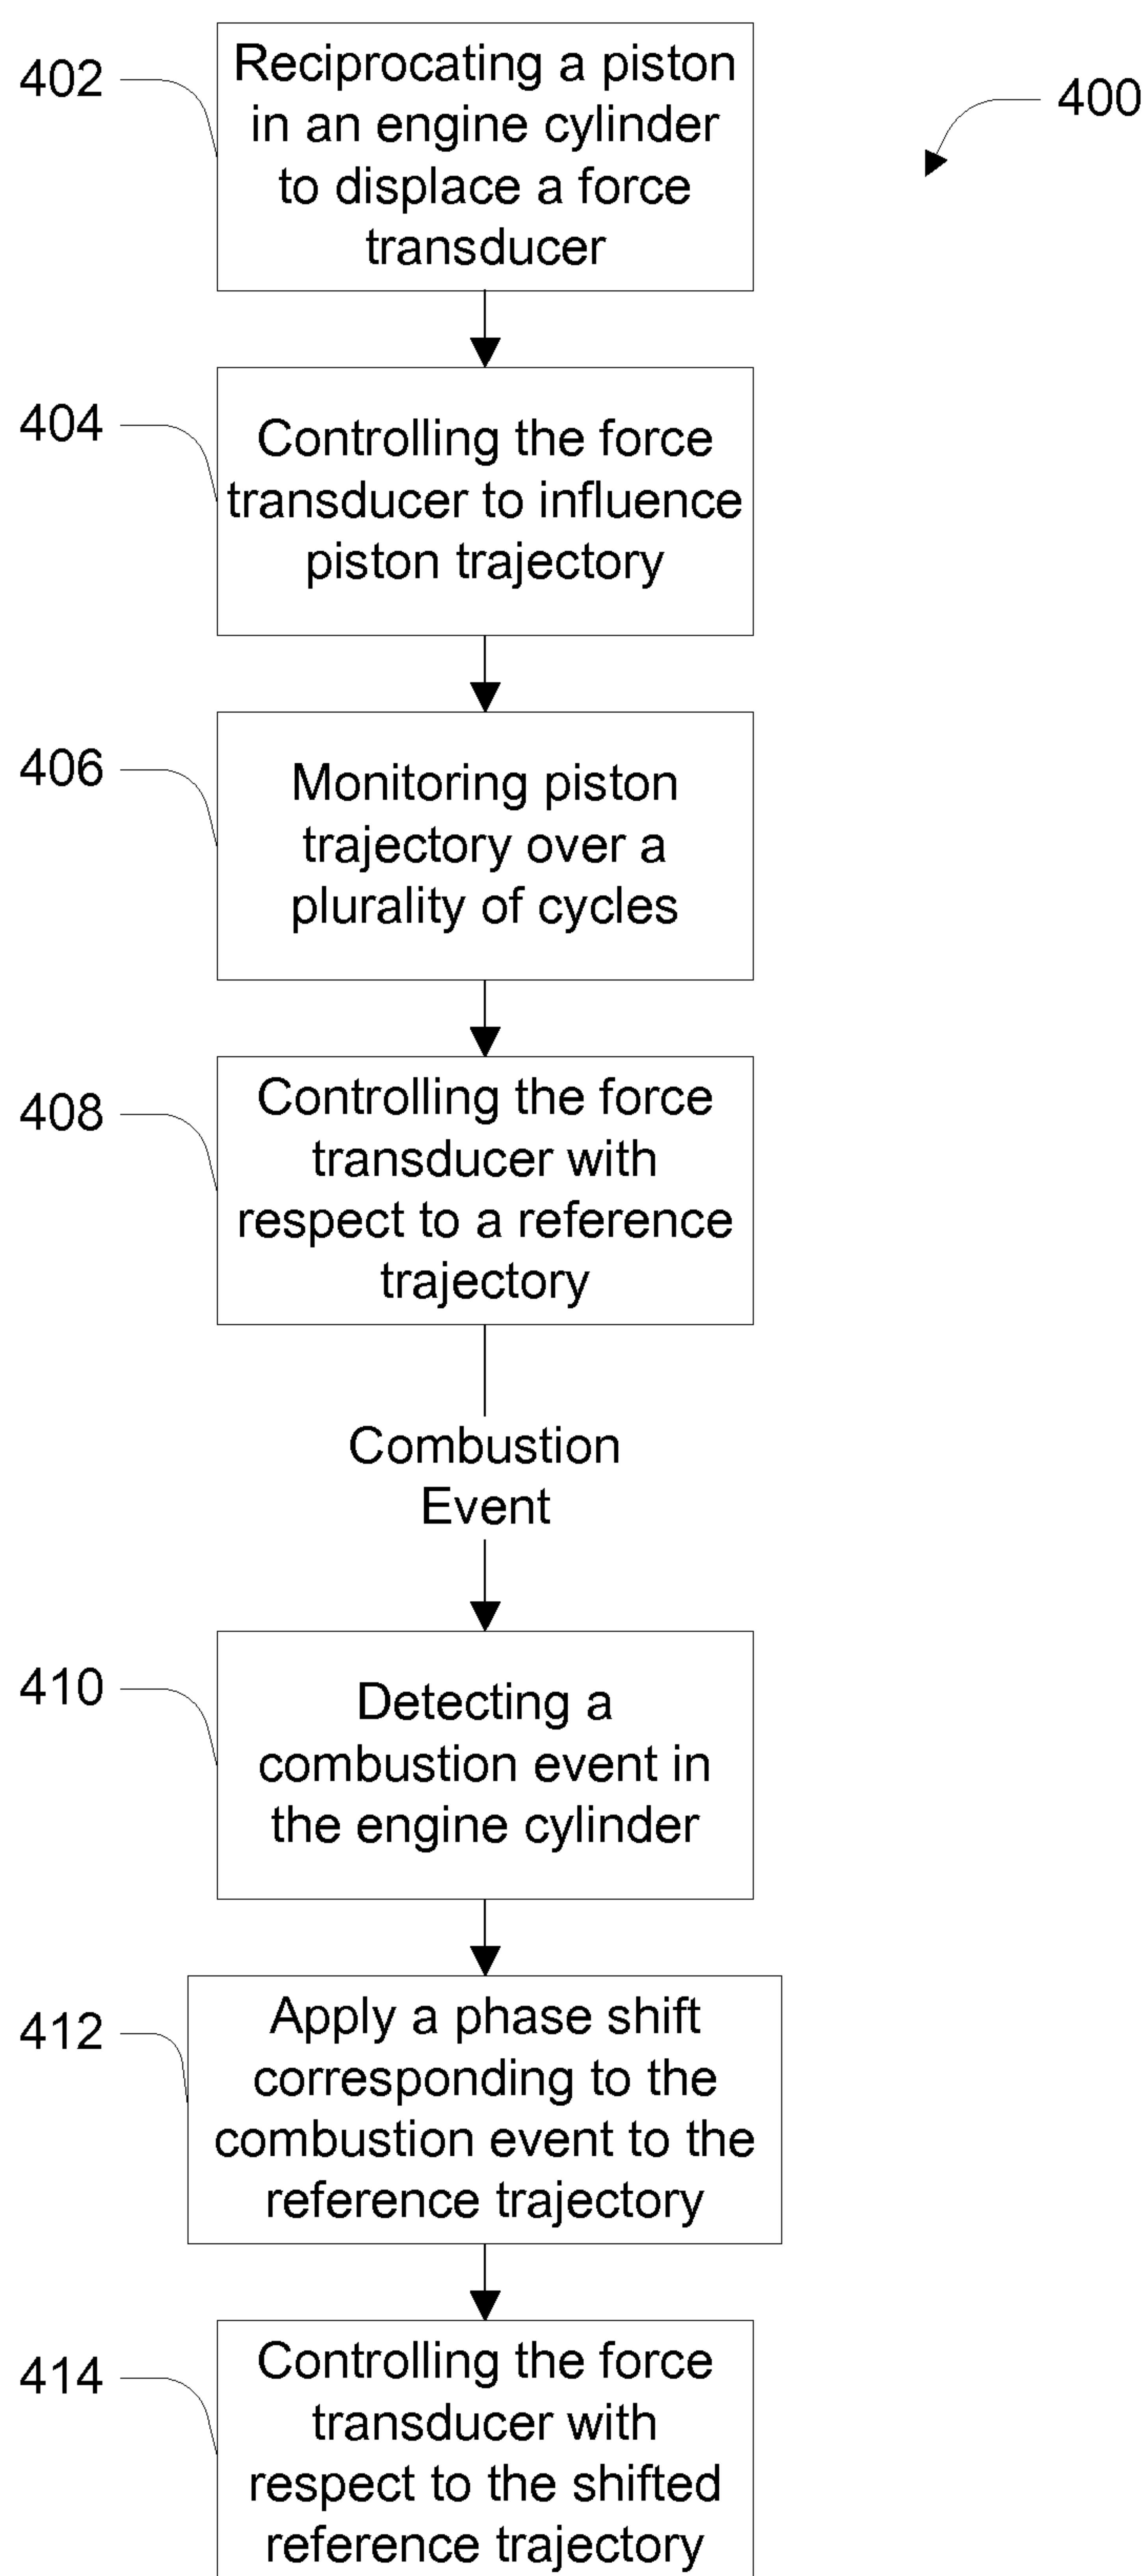 402
Reciprocating a piston
in an engine cylinder
to displace a force
transducer
400
404
Controlling the force
transducer to influence
piston trajectory
406
Monitoring piston
trajectory over a
plurality of cycles
408
Controlling the force
transducer with
respect to a reference
trajectory
Combustion
Event
410
Detecting a
combustion event in
the engine cylinder
412
Apply a phase shift
corresponding to the
combustion event to the
reference trajectory
414
Controlling the force
transducer with
respect to the shifted
reference trajectory